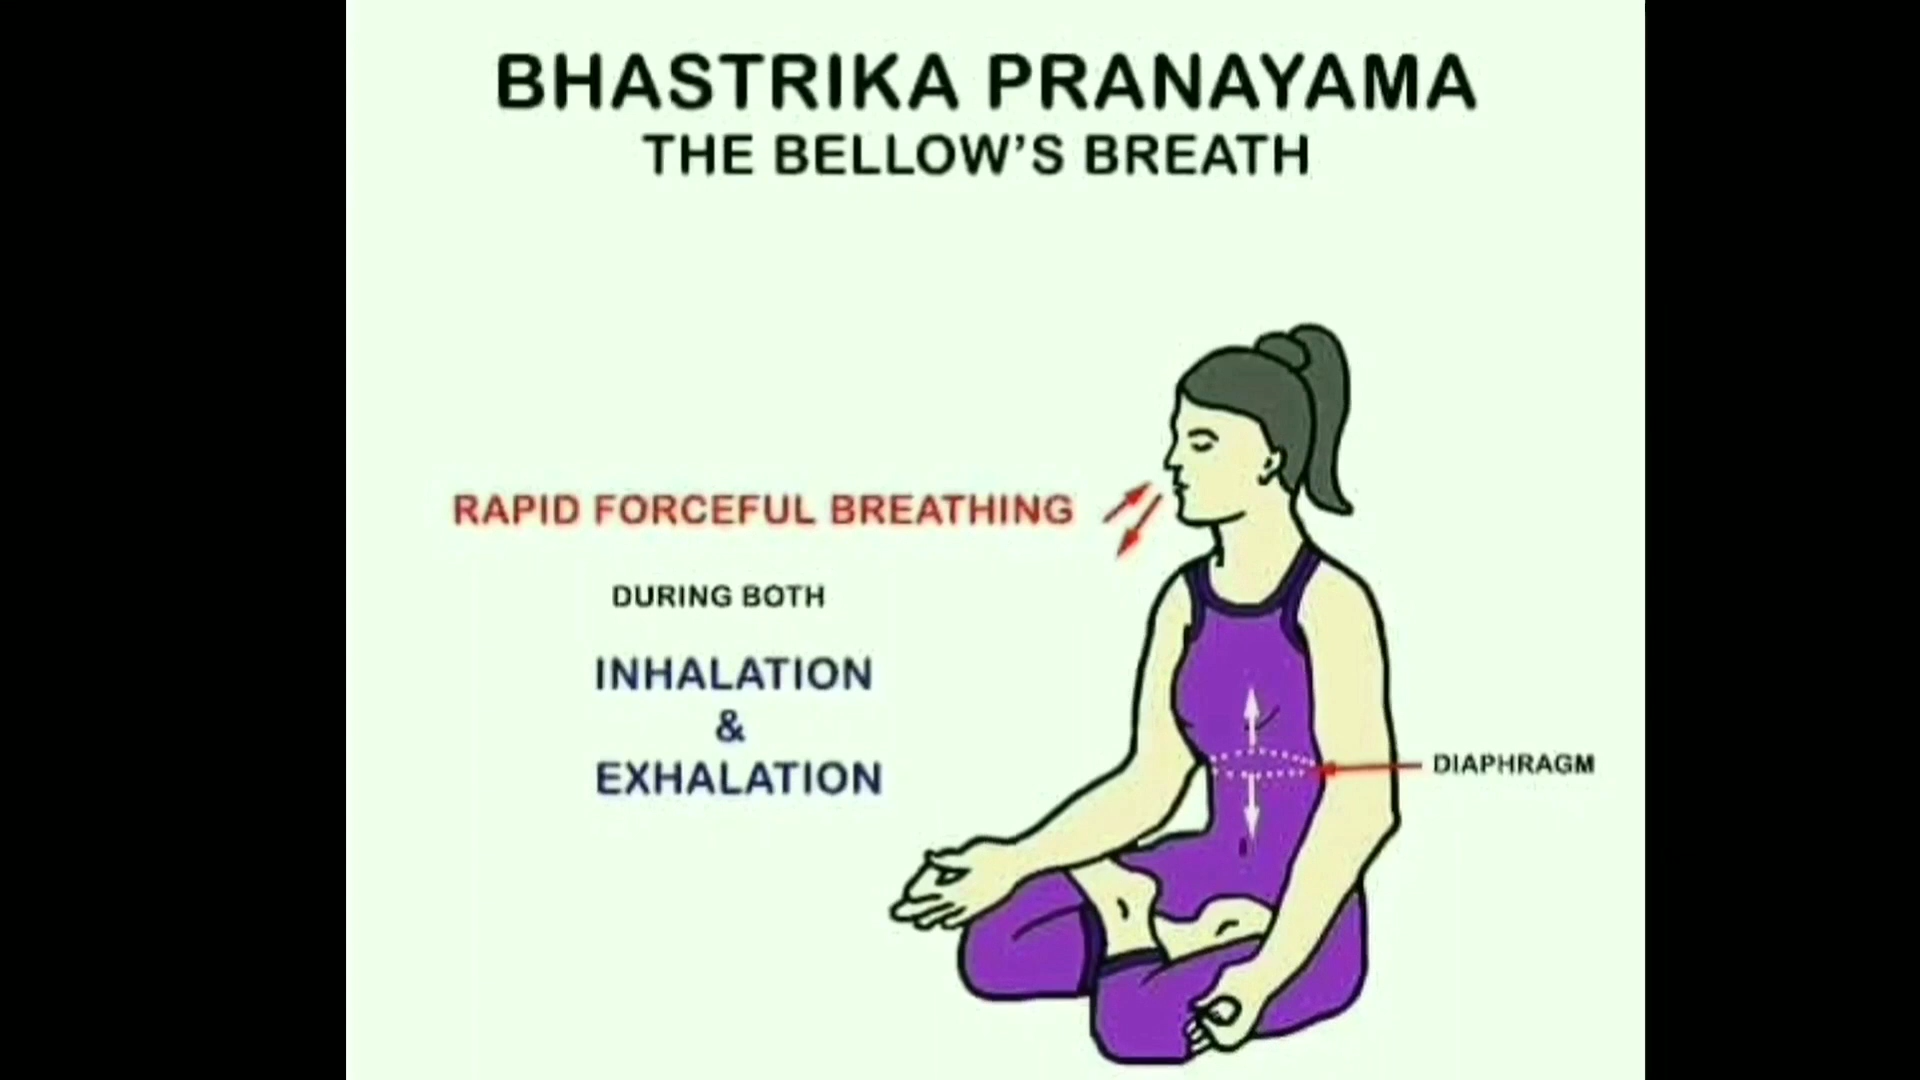 BHASTRIKA PRANAYAMA
THE BELLOW'S BREATH
RAPID FORCEFUL BREATHING
DURING BOTH
INHALATION
&
EXHALATION
DIAPHRAGM